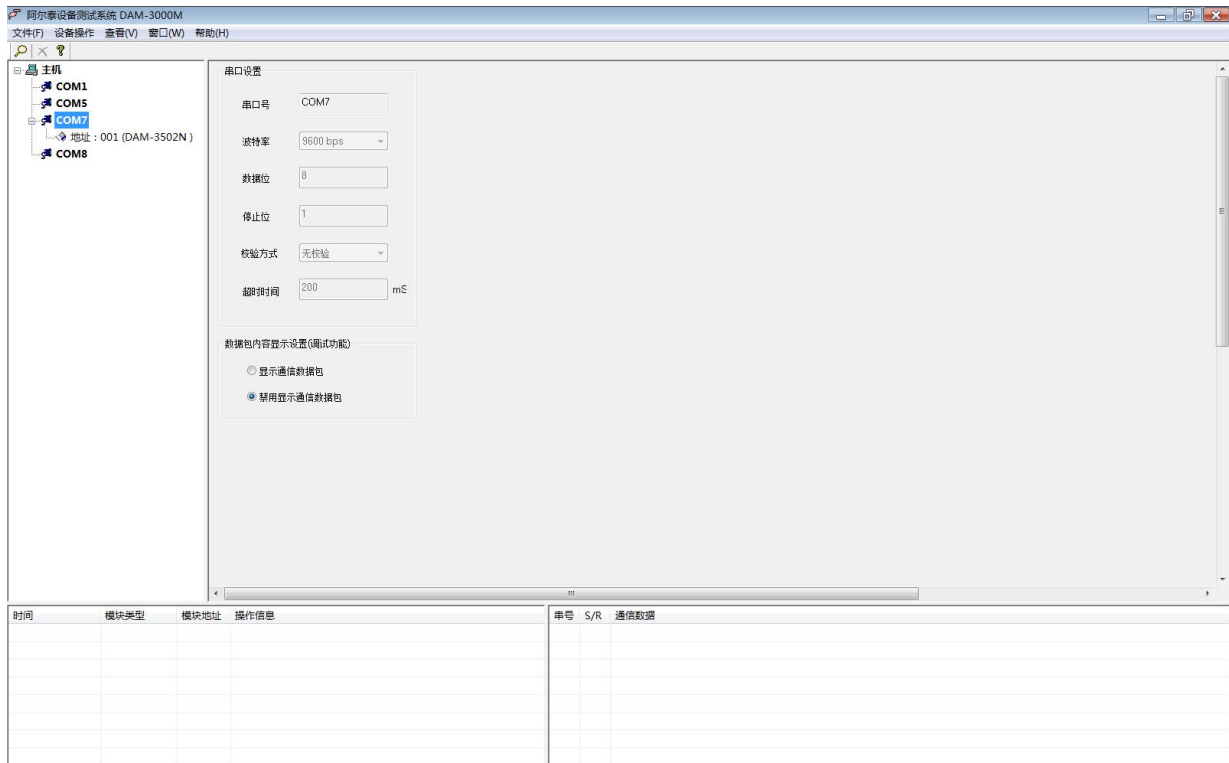 阿尔泰设备测试系统 DAM-3000M
文件(F) 设备操作 查看(V) 窗口(W) 帮助(H)
主机
COM1
COM5
COM7
地址：001 (DAM-3502N )
COM8
串口设置
串口号 COM7
波特率 9600 bps
数据位 8
停止位 1
校验方式 无校验
超时时间 200 mS
数据包内容显示设置(调试功能)
显示通信数据包
禁用显示通信数据包
时间 模块类型 模块地址 操作信息
串号 S/R 通信数据